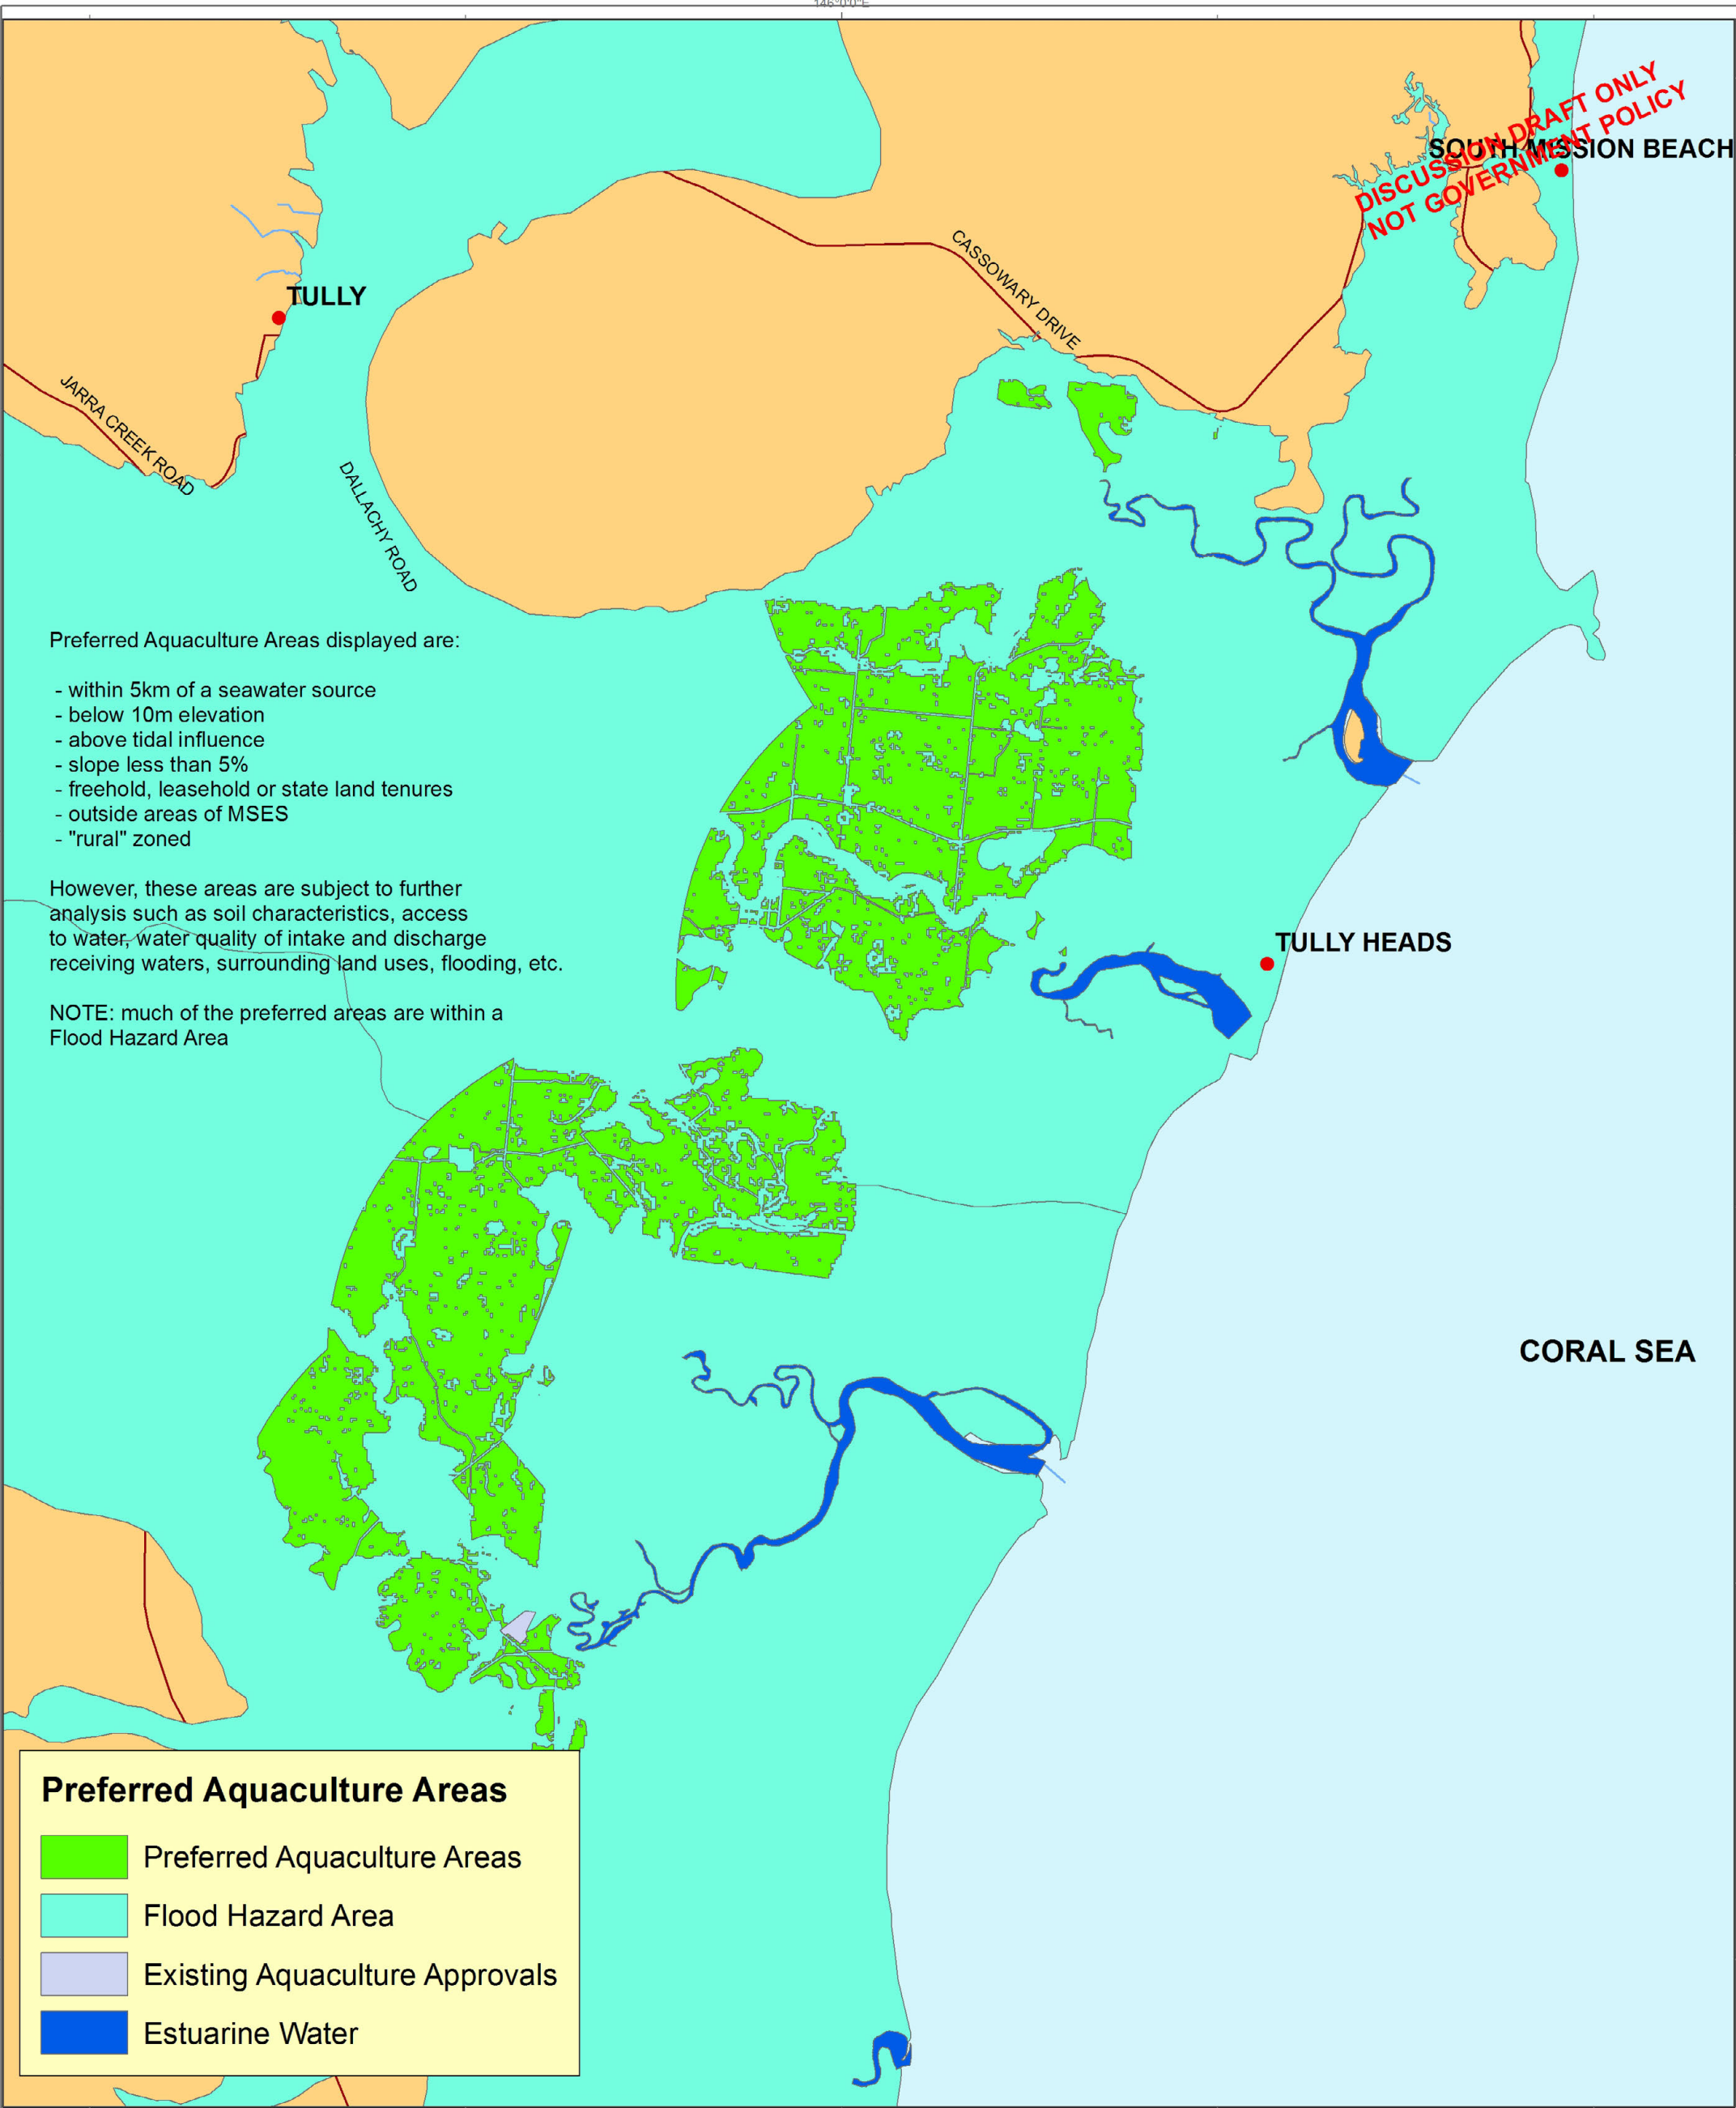 146°0'0"E
DISCUSSION DRAFT ONLY
NOT GOVERNMENT POLICY
SOUTH MISSION BEACH
CASSOWARY DRIVE
TULLY
JARRA CREEK ROAD
DALLACHY ROAD
Preferred Aquaculture Areas displayed are:
- within 5km of a seawater source
- below 10m elevation
- above tidal influence
- slope less than 5%
- freehold, leasehold or state land tenures
- outside areas of MSES
- "rural" zoned
However, these areas are subject to further
analysis such as soil characteristics, access
to water. water quality of intake and discharge
receiving waters, surrounding land uses, flooding, etc.
NOTE: much of the preferred areas are within a
Flood Hazard Area
TULLY HEADS
CORAL SEA
Preferred Aquaculture Areas
Preferred Aquaculture Areas
Flood Hazard Area
Existing Aquaculture Approvals
Estuarine Water